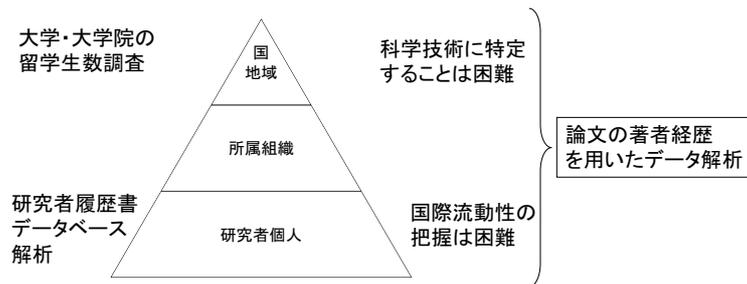 大学・大学院の
留学生数調査
国
地域
科学技術に特定
することは困難
所属組織
論文の著者経歴
を用いたデータ解析
研究者履歴書
データベース
解析
研究者個人
国際流動性の
把握は困難